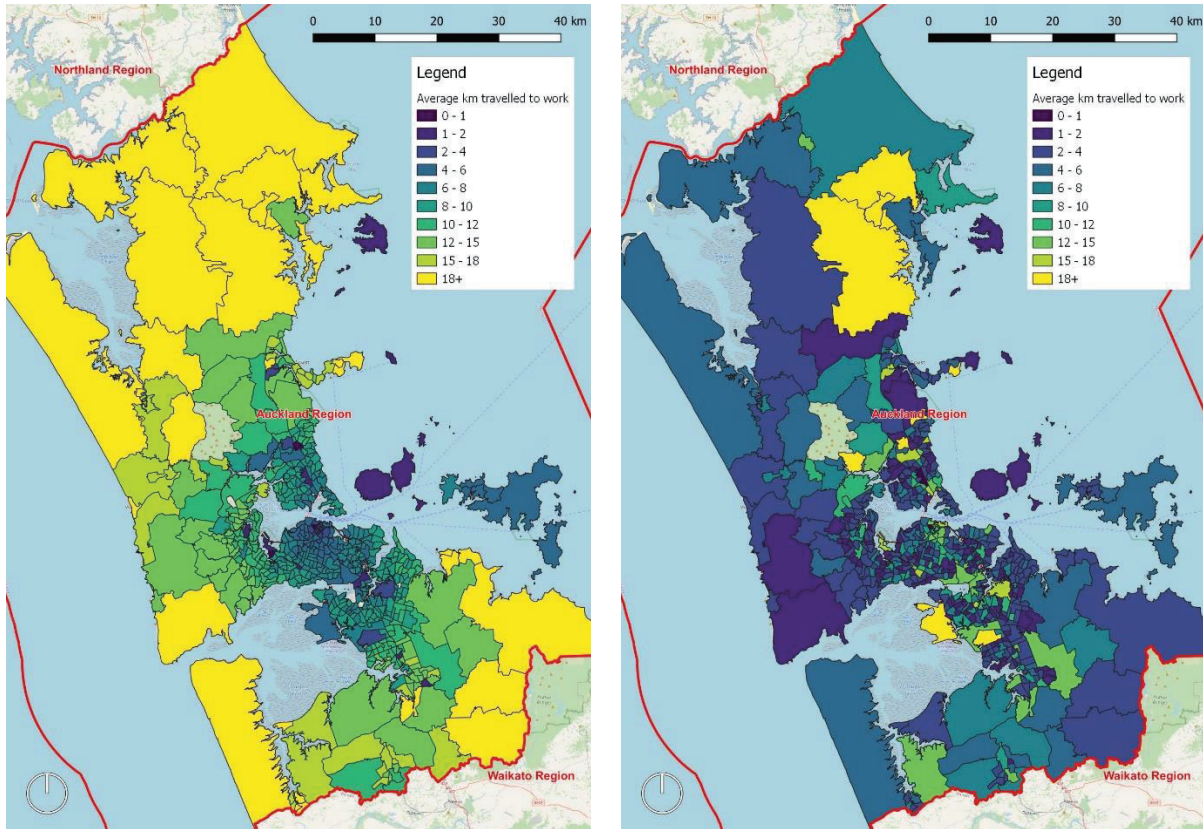 0 10 20 30 40 km
Northland Region
Legend
Average km travelled to work
0 - 1
1 - 2
2 - 4
4 - 6
6 - 8
8 - 10
10 - 12
12 - 15
15 - 18
18+
Auckland Region
Waikato Region
0 10 20 30 40 km
Northland Region
Legend
Average km travelled to work
0 - 1
1 - 2
2 - 4
4 - 6
6 - 8
8 - 10
10 - 12
12 - 15
15 - 18
18+
Auckland Region
Waikato Region